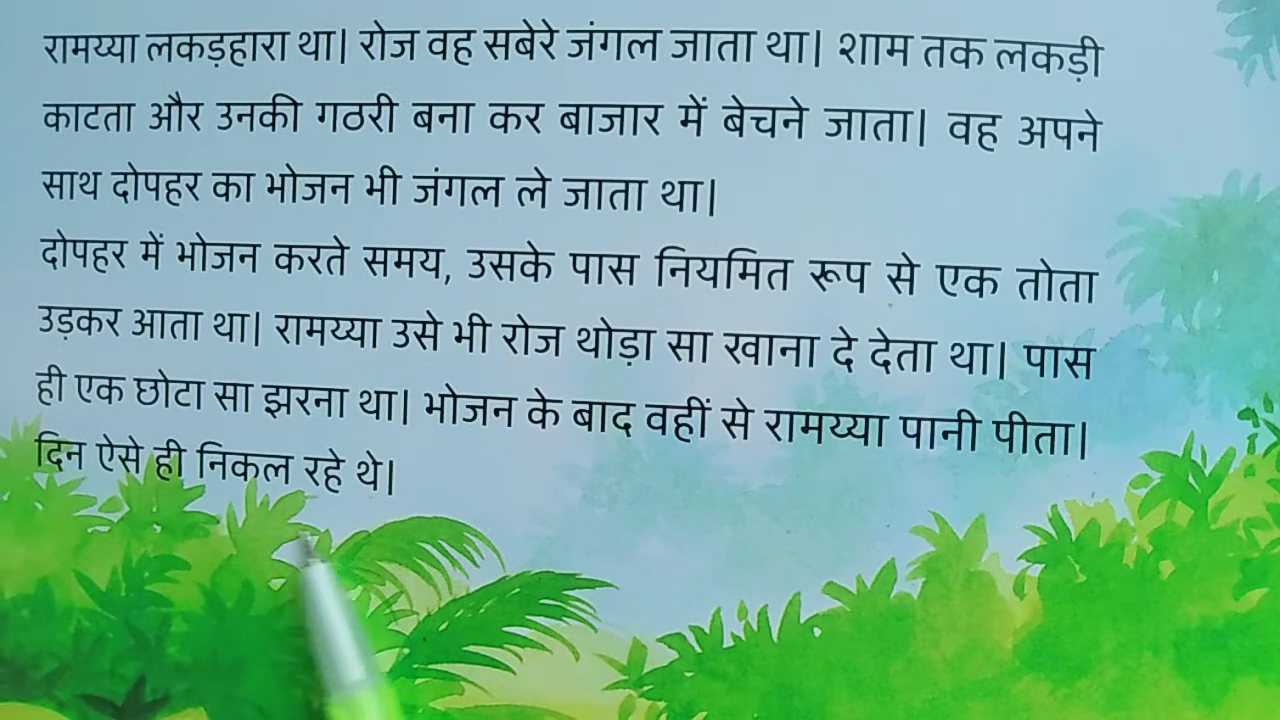 रामय्या लकड़हारा था। रोज वह सबेरे जंगल जाता था। शाम तक लकड़ी
काटता और उनकी गठरी बना कर बाजार में बेचने जाता। वह अपने
साथ दोपहर का भोजन भी जंगल ले जाता था।
दोपहर में भोजन करते समय, उसके पास नियमित रूप से एक तोता
उड़कर आता था। रामय्या उसे भी रोज थोड़ा सा खाना दे देता था। पास
ही एक छोटा सा झरना था। भोजन के बाद वहीं से रामय्या पानी पीता।
दिन ऐसे ही निकल रहे थे।